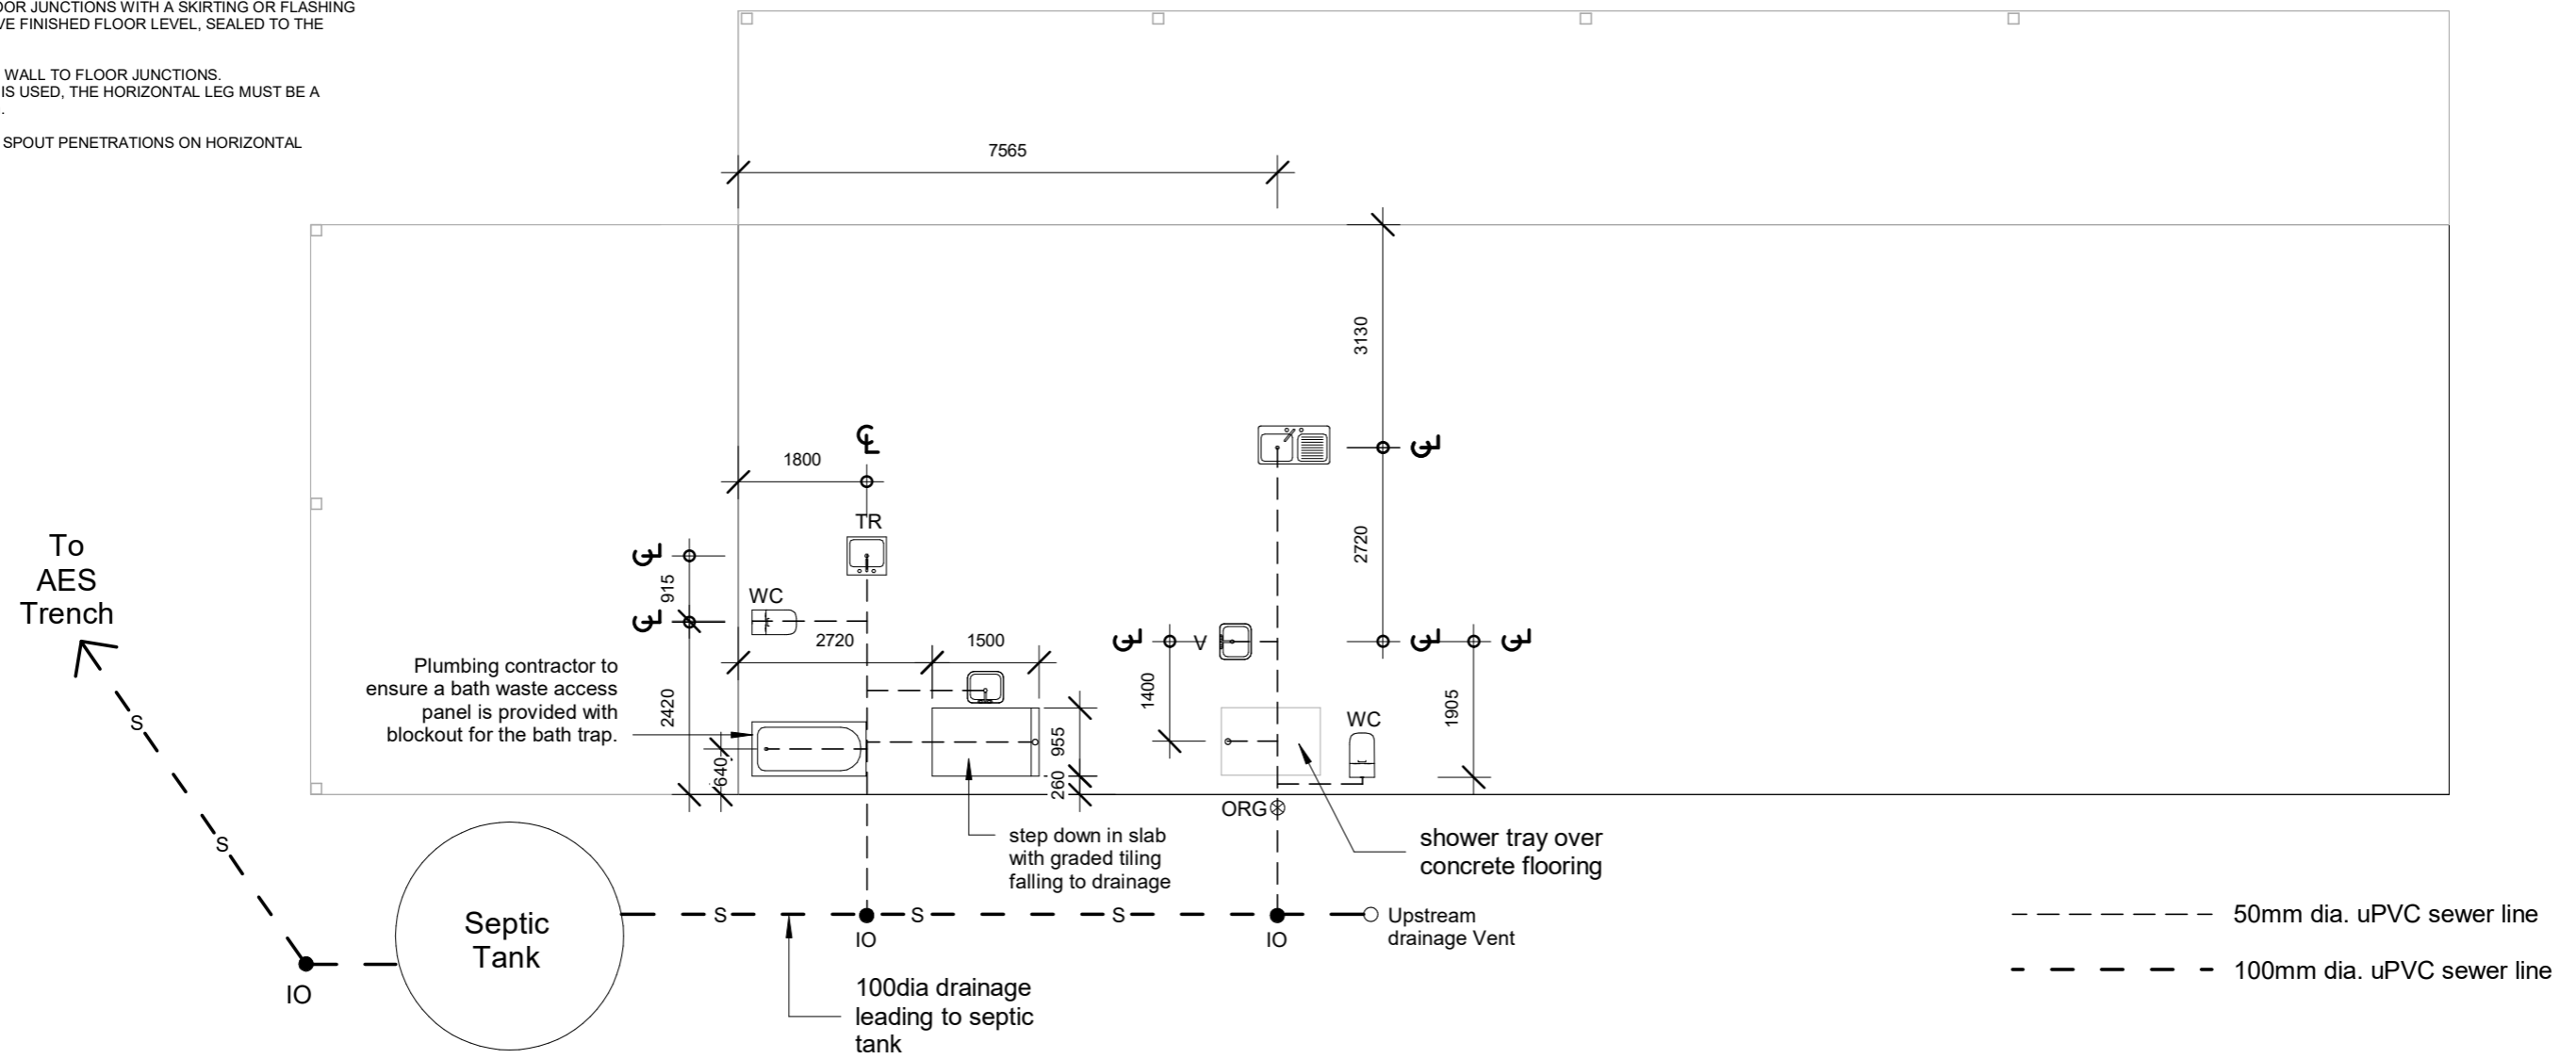 OOR JUNCTIONS WITH A SKIRTING OR FLASHING
VE FINISHED FLOOR LEVEL, SEALED TO THE
WALL TO FLOOR JUNCTIONS.
IS USED, THE HORIZONTAL LEG MUST BE A
.
SPOUT PENETRATIONS ON HORIZONTAL
7565
3130
1800
TR
2720
915
WC
2720
1500
V
1400
1905
2420
Plumbing contractor to
ensure a bath waste access
panel is provided with
blockout for the bath trap.
640
955
260
WC
To
AES
Trench
S
S
ORG
step down in slab
with graded tiling
falling to drainage
shower tray over
concrete flooring
Septic
Tank
S
S
S
IO
IO
IO
Upstream
drainage Vent
100dia drainage
leading to septic
tank
50mm dia. uPVC sewer line
100mm dia. uPVC sewer line